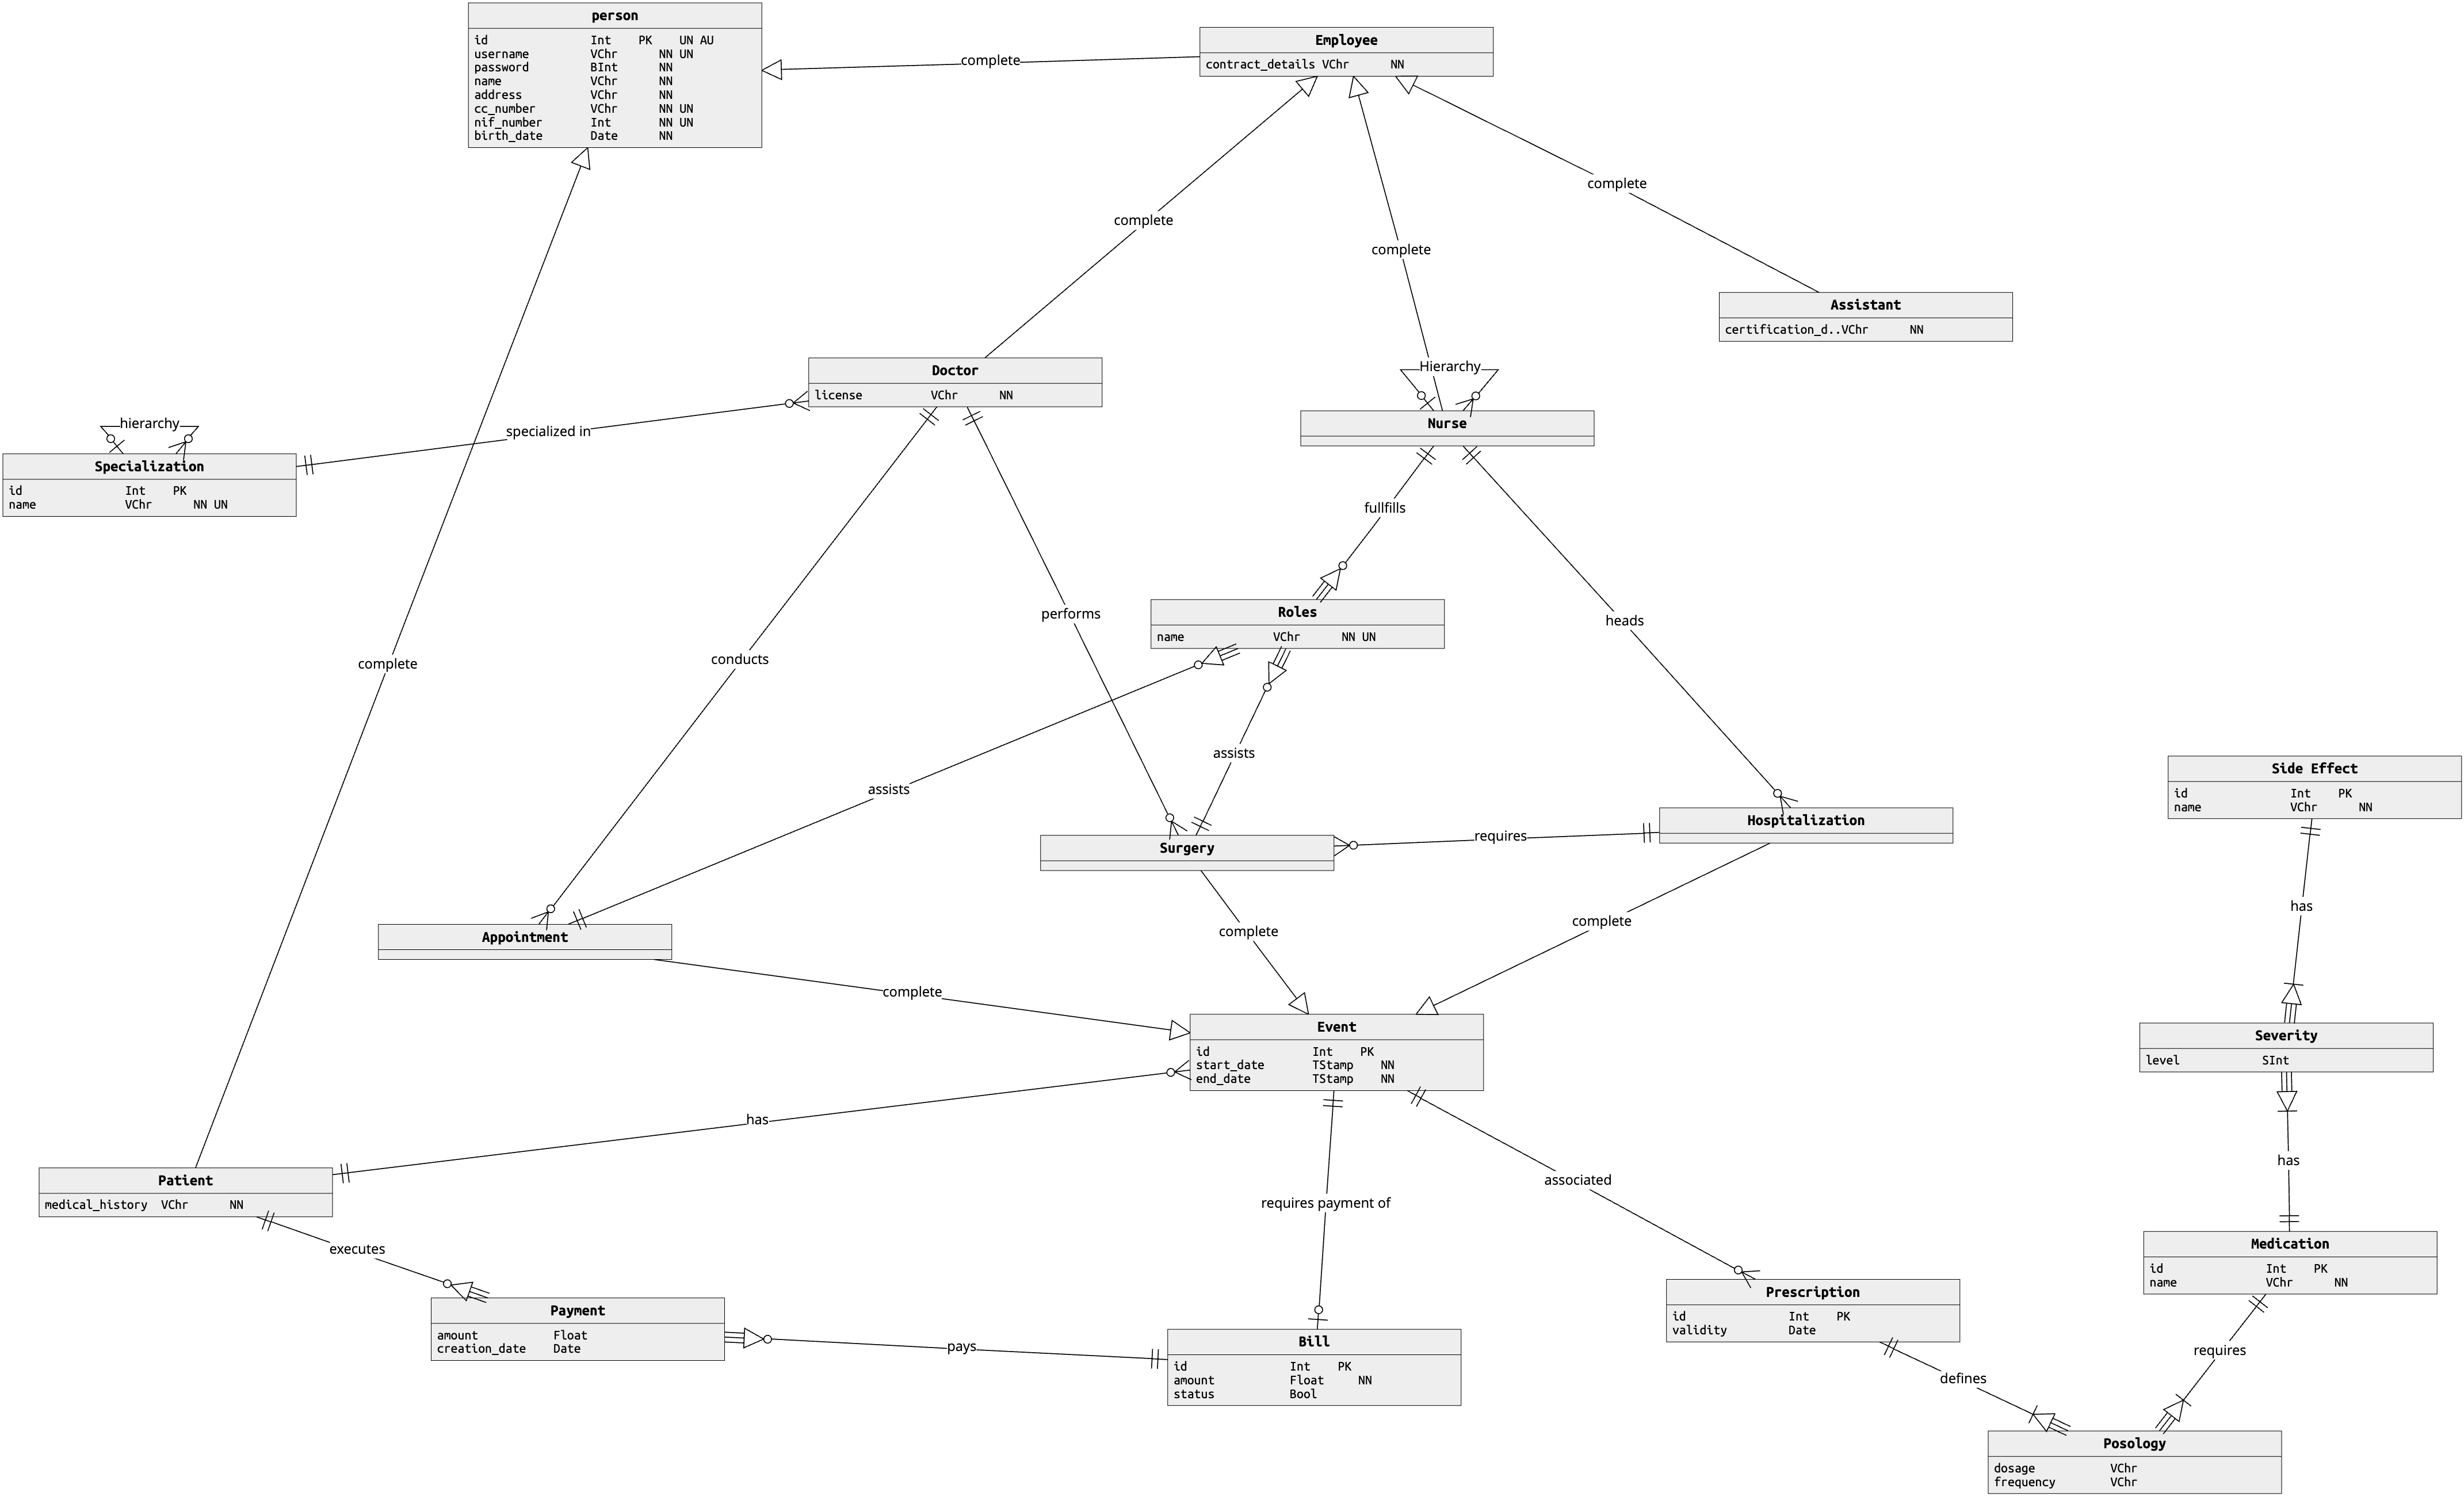 person
id Int PK UN AU
username VChr NN UN
password BInt NN
name VChr NN
address VChr NN
cc_number VChr NN UN
nif_number Int NN UN
birth_date Date NN
complete
Employee
contract_details VChr NN
complete
complete
complete
Assistant
certification_d..VChr NN
Doctor
license VChr NN
Hierarchy
Nurse
hierarchy
specialized in
Specialization
id Int PK
name VChr NN UN
fullfills
Roles
name VChr NN UN
performs
heads
conducts
complete
assists
assists
Side Effect
id Int PK
name VChr NN
Hospitalization
requires
Surgery
has
Appointment
complete
complete
complete
Event
id Int PK
start_date TStamp NN
end_date TStamp NN
Severity
level SInt
has
has
Patient
medical_history VChr NN
associated
requires payment of
executes
Medication
id Int PK
name VChr NN
Prescription
id Int PK
validity Date
Payment
amount Float
creation_date Date
pays
Bill
id Int PK
amount Float NN
status Bool
requires
defines
Posology
dosage VChr
frequency VChr